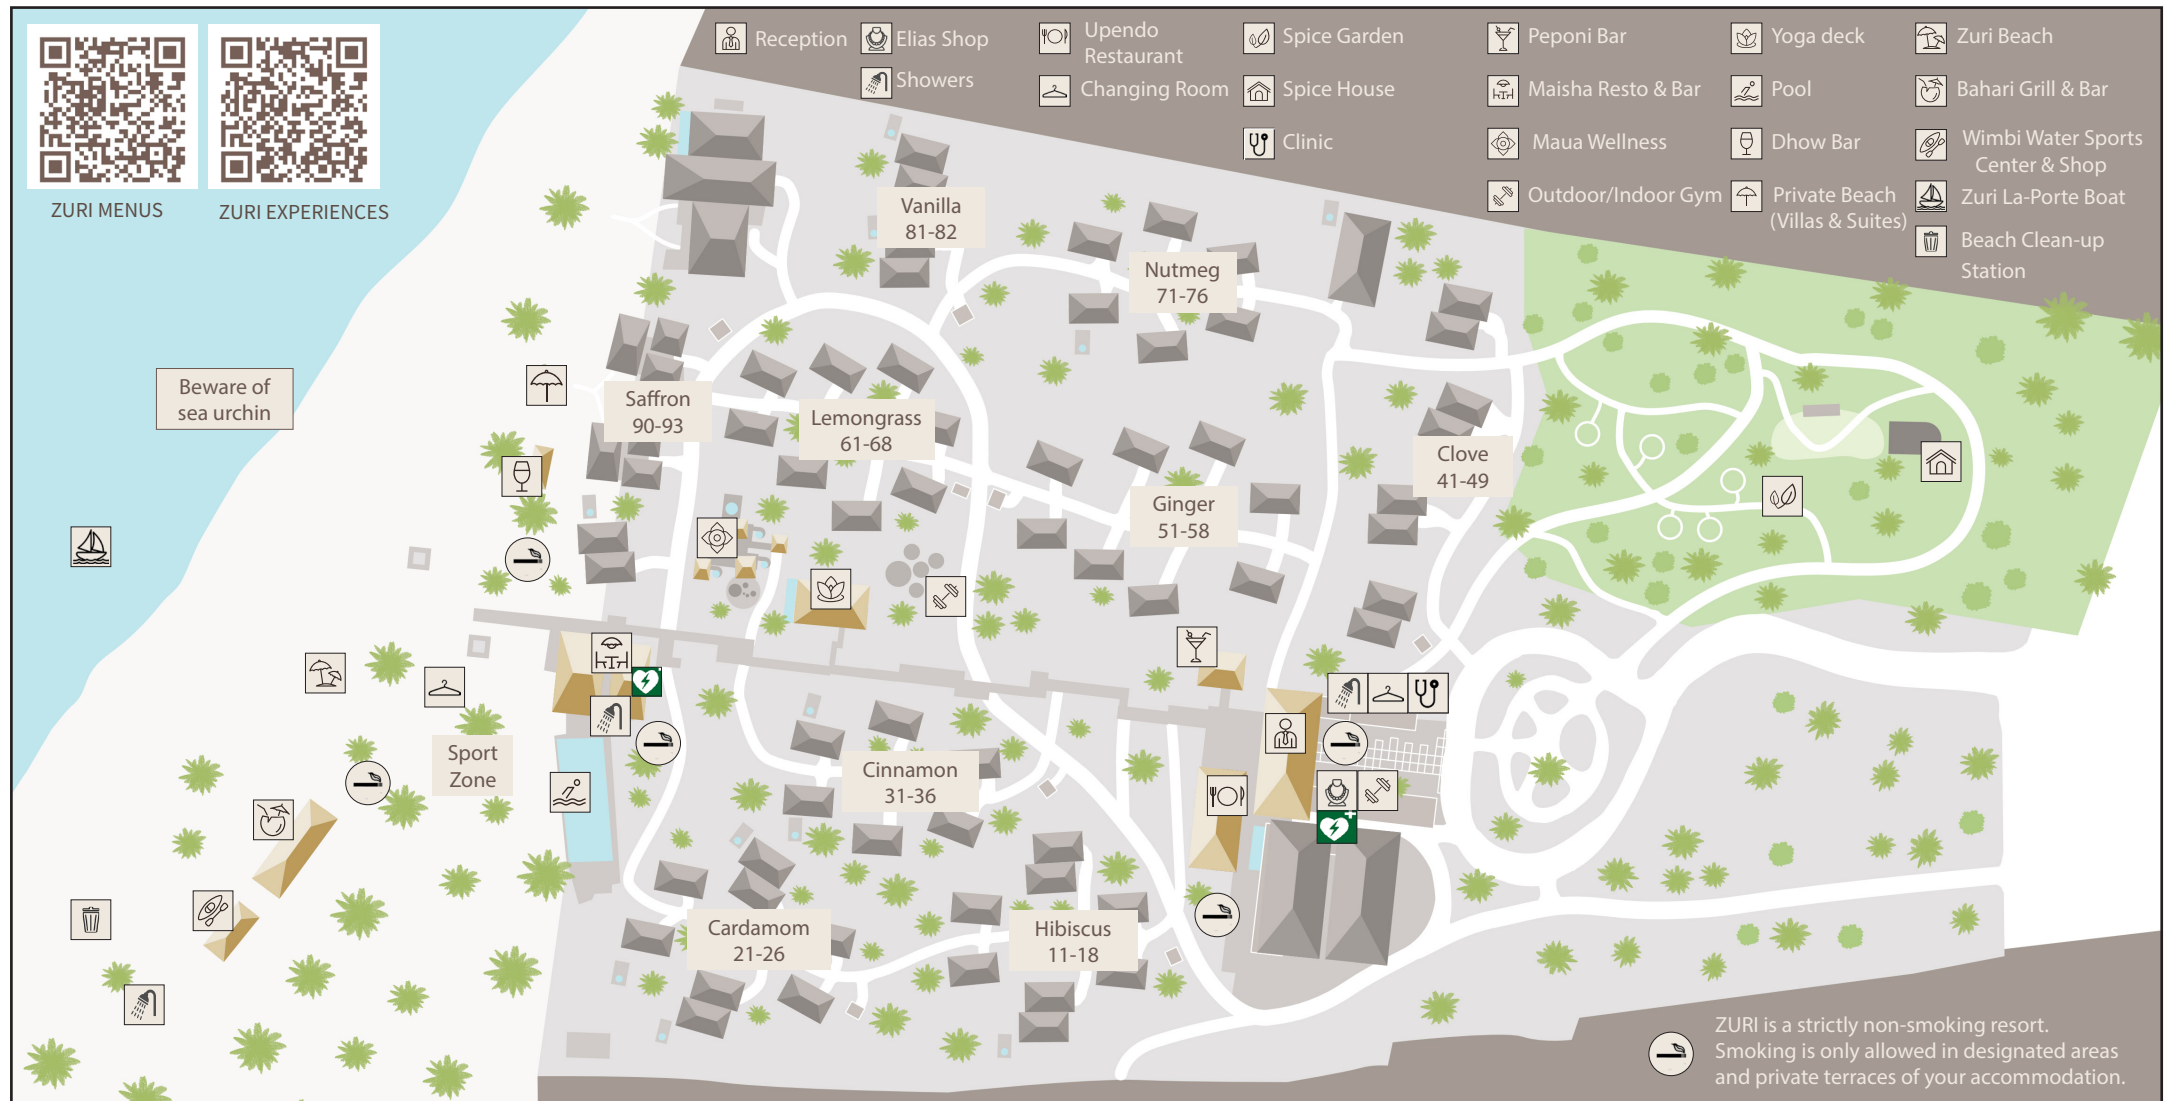 ZURI MENUS
ZURI EXPERIENCES
Reception
Elias Shop
Showers
Upendo
Restaurant
Changing Room
Spice Garden
Spice House
Clinic
Peponi Bar
Maisha Resto & Bar
Maua Wellness
Outdoor/Indoor Gym
Yoga deck
Pool
Dhow Bar
Private Beach
(Villas & Suites)
Zuri Beach
Bahari Grill & Bar
Wimbi Water Sports
Center & Shop
Zuri La-Porte Boat
Beach Clean-up
Station
Vanilla
81-82
Nutmeg
71-76
Beware of
sea urchin
Saffron
90-93
Lemongrass
61-68
Clove
41-49
Ginger
51-58
Sport
Zone
Cinnamon
31-36
Cardamom
21-26
Hibiscus
11-18
ZURI is a strictly non-smoking resort.
Smoking is only allowed in designated areas
and private terraces of your accommodation.